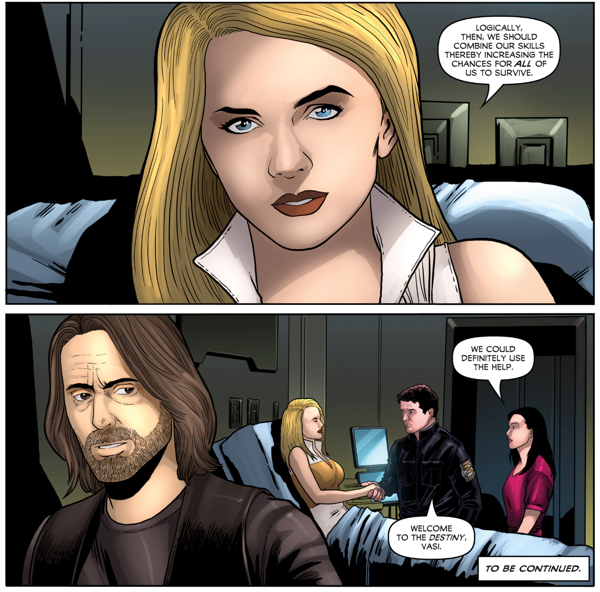 LOGICALLY,
THEN, WE SHOULD
COMBINE OUR SKILLS
THEREBY INCREASING THE
CHANCES FOR ALL OF
US TO SURVIVE.
WE COULD
DEFINITELY USE
THE HELP.
WELCOME
TO THE DESTINY,
VASI.
TO BE CONTINUED.